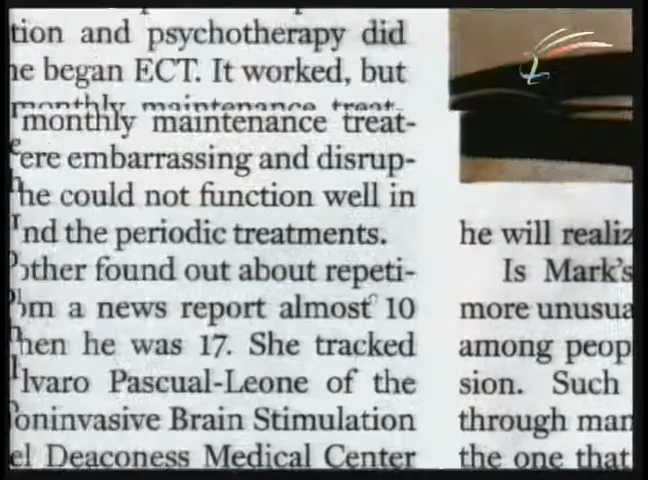 tion and psychotherapy did
he began ECT. It worked, but
monthly maintenance treat-
monthly maintenance treat-
ere embarrassing and disrup-
he could not function well in
nd the periodic treatments.
other found out about repeti-
om a news report almost 10
hen he was 17. She tracked
lvaro Pascual-Leone of the
oninvasive Brain Stimulation
el Deaconess Medical Center
he will realiz
Is Mark's
more unusua
among peop
sion. Such
through man
the one that